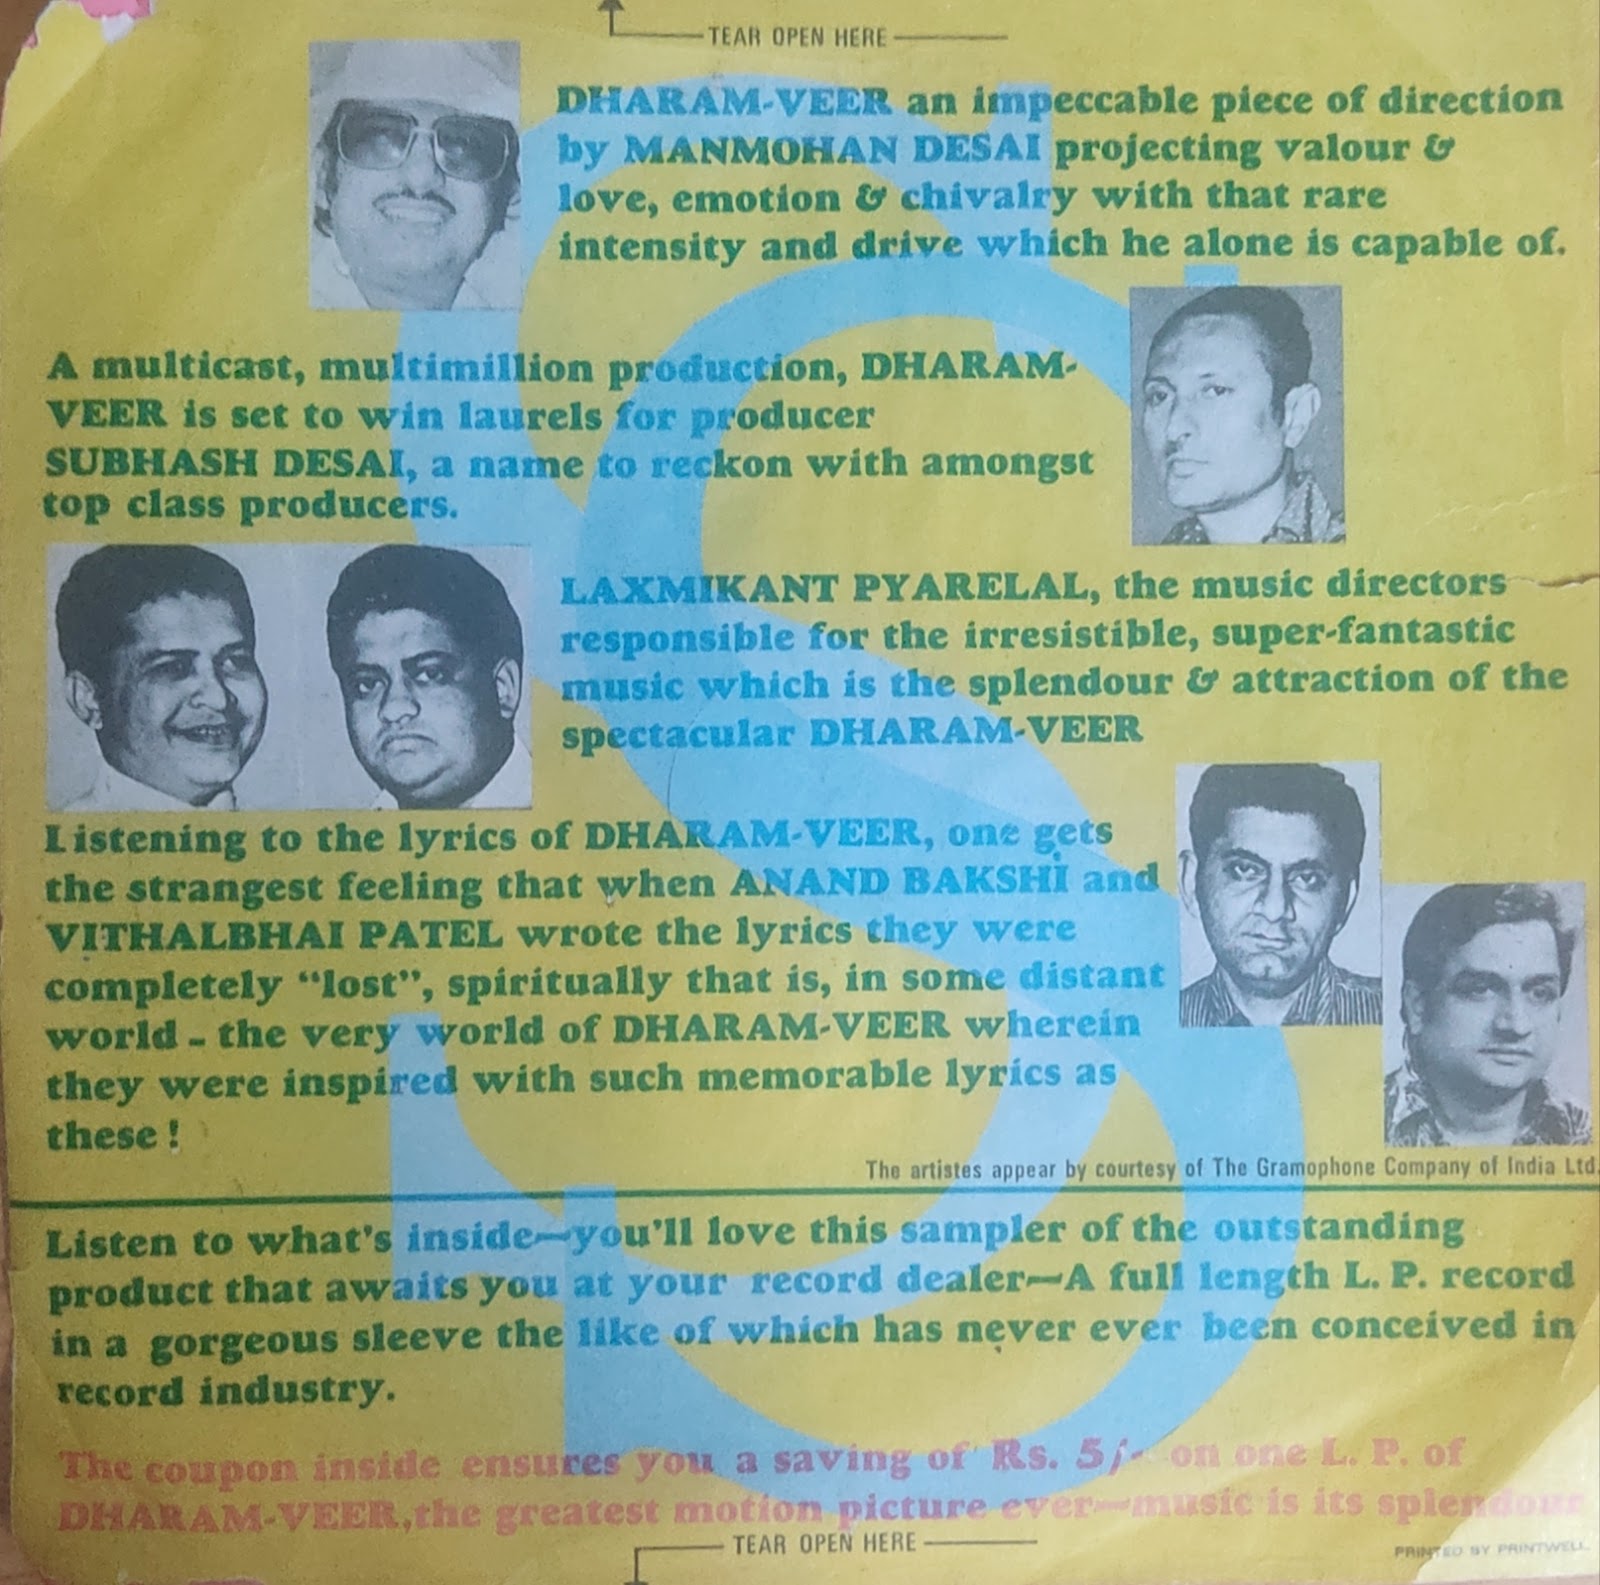 TEAR OPEN HERE
DHARAM-VEER an impeccable piece of direction
by MANMOHAN DESAI projecting valour &
love, emotion & chivalry with that rare
intensity and drive which he alone is capable of.
A multicast, multimillion production, DHARAM-
VEER is set to win laurels for producer
SUBHASH DESAI, a name to reckon with amongst
top class producers.
LAXMIKANT PYARELAL, the music directors
responsible for the irresistible, super-fantastic
music which is the splendour & attraction of the
spectacular DHARAM-VEER
Listening to the lyrics of DHARAM-VEER, one gets
the strangest feeling that when ANAND BAKSHI and
VITHALBHAI PATEL wrote the lyrics they were
completely “lost”, spiritually that is, in some distant
world - the very world of DHARAM-VEER wherein
they were inspired with such memorable lyrics as
these !
The artistes appear by courtesy of The Gramophone Company of India Ltd.
Listen to what's inside—you'll love this sampler of the outstanding
product that awaits you at your record dealer—A full length L. P. record
in a gorgeous sleeve the like of which has never ever been conceived in
record industry.
The coupon inside ensures you a saving of Rs. 5/- on one L. P. of
DHARAM-VEER,the greatest motion picture ever—music is its splendour
TEAR OPEN HERE
PRINTED BY PRINTWELL